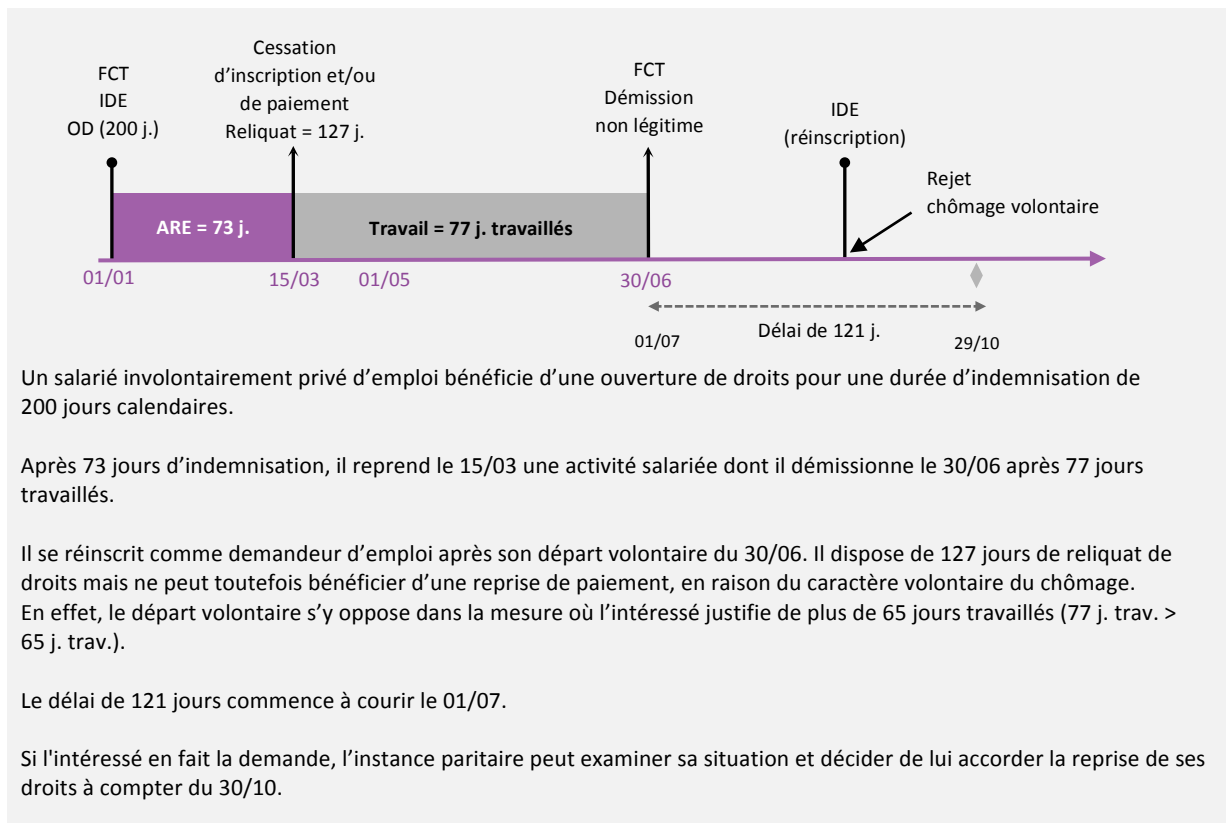 FCT
IDE
OD (200 j.)
Cessation
d’inscription et/ou
de paiement
Reliquat = 127 j.
FCT
Démission
non légitime
IDE
(réinscription)
Rejet
chômage volontaire
ARE = 73 j.
Travail = 77 j. travaillés
01/01
15/03
01/05
30/06
01/07
Délai de 121 j.
29/10
Un salarié involontairement privé d’emploi bénéficie d’une ouverture de droits pour une durée d’indemnisation de
200 jours calendaires.
Après 73 jours d’indemnisation, il reprend le 15/03 une activité salariée dont il démissionne le 30/06 après 77 jours
travaillés.
Il se réinscrit comme demandeur d’emploi après son départ volontaire du 30/06. Il dispose de 127 jours de reliquat de
droits mais ne peut toutefois bénéficier d’une reprise de paiement, en raison du caractère volontaire du chômage.
En effet, le départ volontaire s’y oppose dans la mesure où l’intéressé justifie de plus de 65 jours travaillés (77 j. trav. >
65 j. trav.).
Le délai de 121 jours commence à courir le 01/07.
Si l'intéressé en fait la demande, l’instance paritaire peut examiner sa situation et décider de lui accorder la reprise de ses
droits à compter du 30/10.